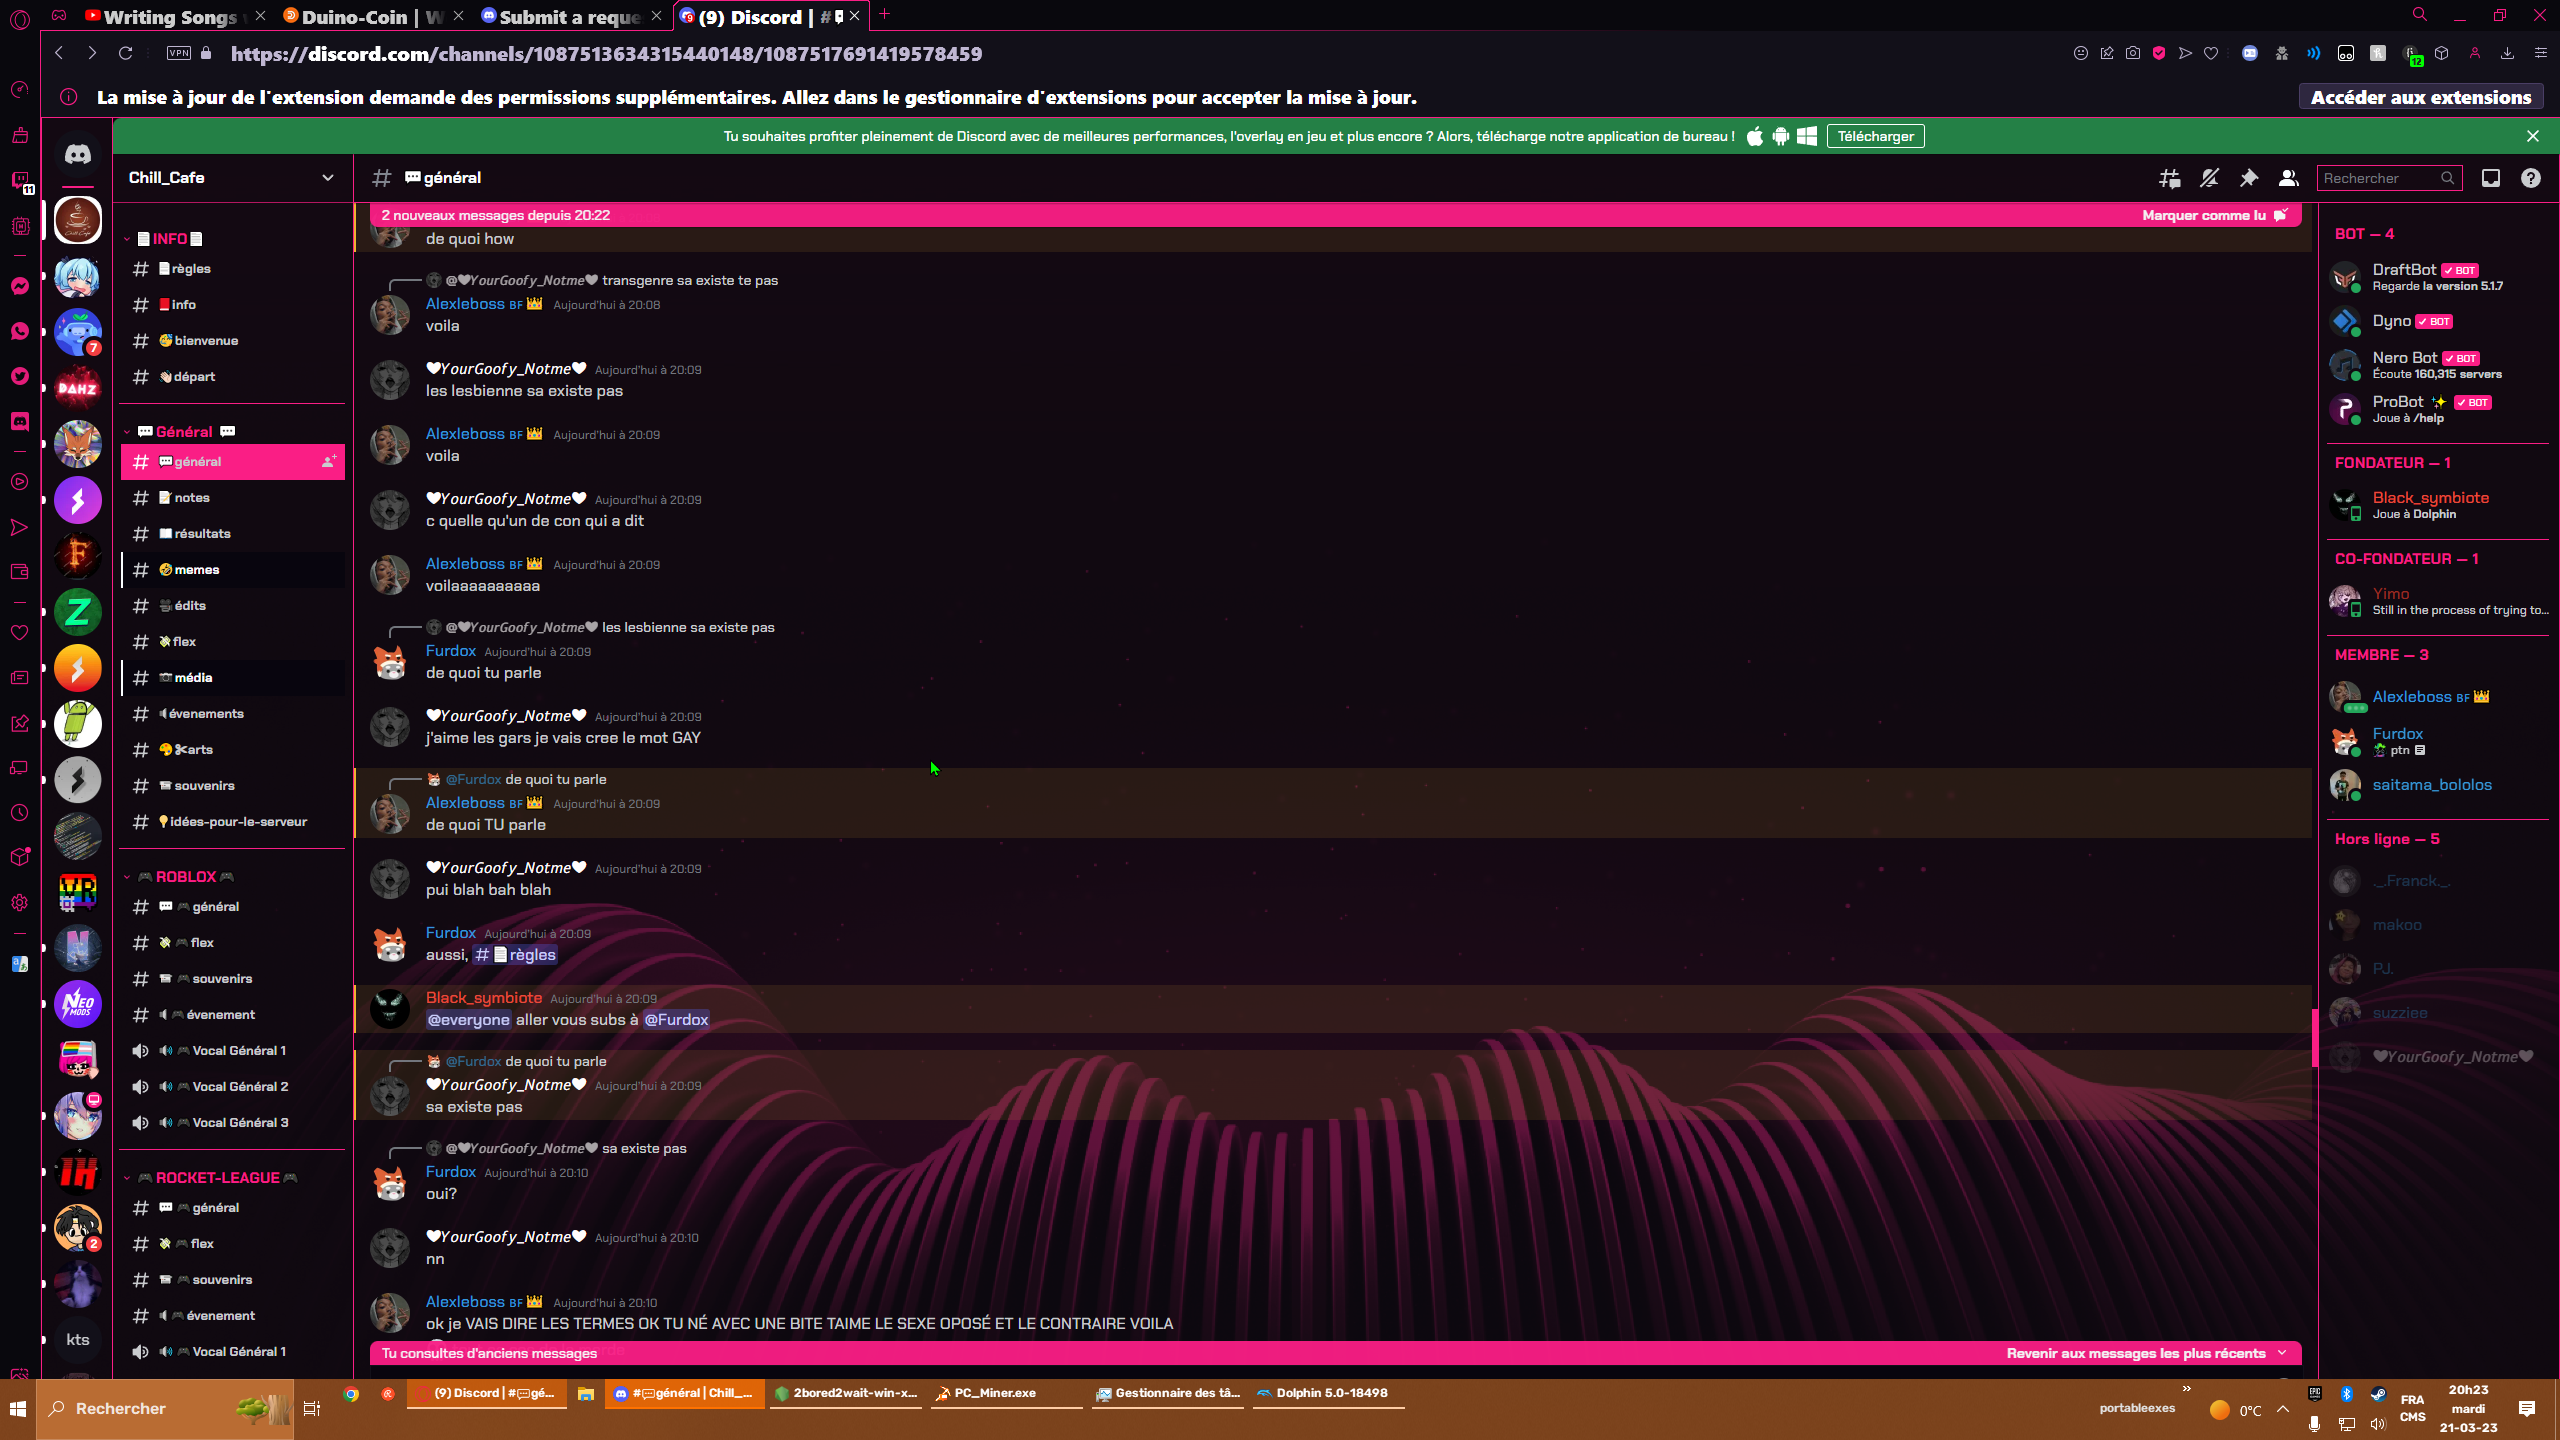 Writing Songs
Duino-Coin | W
Submit a reque
(9) Discord | #
VPN
https://discord.com/channels/1087513634315440148/1087517691419578459
12
La mise à jour de l'extension demande des permissions supplémentaires. Allez dans le gestionnaire d'extensions pour accepter la mise à jour.
Accéder aux extensions
Tu souhaites profiter pleinement de Discord avec de meilleures performances, l'overlay en jeu et plus encore ? Alors, télécharge notre application de bureau !
Télécharger
11
7
DAHZ
F
Z
NEO
MODS
2
kts
Chill_Cafe
INFO
règles
info
bienvenue
départ
Général
général
notes
résultats
memes
édits
flex
média
évenements
arts
souvenirs
idées-pour-le-serveur
ROBLOX
général
flex
souvenirs
évenement
Vocal Général 1
Vocal Général 2
Vocal Général 3
ROCKET-LEAGUE
général
flex
souvenirs
évenement
Vocal Général 1
# général
Rechercher
2 nouveaux messages depuis 20:22
Marquer comme lu
de quoi how
@🖤YourGoofy_Notme🖤 transgenre sa existe te pas
Alexleboss BF 👑 Aujourd'hui à 20:08
voila
🖤YourGoofy_Notme🖤 Aujourd'hui à 20:09
les lesbienne sa existe pas
Alexleboss BF 👑 Aujourd'hui à 20:09
voila
🖤YourGoofy_Notme🖤 Aujourd'hui à 20:09
c quelle qu'un de con qui a dit
Alexleboss BF 👑 Aujourd'hui à 20:09
voilaaaaaaaaaa
@🖤YourGoofy_Notme🖤 les lesbienne sa existe pas
Furdox Aujourd'hui à 20:09
de quoi tu parle
🖤YourGoofy_Notme🖤 Aujourd'hui à 20:09
j'aime les gars je vais cree le mot GAY
@Furdox de quoi tu parle
Alexleboss BF 👑 Aujourd'hui à 20:09
de quoi TU parle
🖤YourGoofy_Notme🖤 Aujourd'hui à 20:09
pui blah bah blah
Furdox Aujourd'hui à 20:09
aussi, # règles
Black_symbiote Aujourd'hui à 20:09
@everyone aller vous subs à @Furdox
@Furdox de quoi tu parle
🖤YourGoofy_Notme🖤 Aujourd'hui à 20:09
sa existe pas
@🖤YourGoofy_Notme🖤 sa existe pas
Furdox Aujourd'hui à 20:10
oui?
🖤YourGoofy_Notme🖤 Aujourd'hui à 20:10
nn
Alexleboss BF 👑 Aujourd'hui à 20:10
ok je VAIS DIRE LES TERMES OK TU NÉ AVEC UNE BITE TAIME LE SEXE OPOSÉ ET LE CONTRAIRE VOILA
Tu consultes d'anciens messages
Revenir aux messages les plus récents
BOT — 4
DraftBot BOT
Regarde la version 5.1.7
Dyno BOT
Nero Bot BOT
Écoute 160,315 servers
ProBot ✨ BOT
Joue à /help
FONDATEUR — 1
Black_symbiote
Joue à Dolphin
CO-FONDATEUR — 1
Yimo
Still in the process of trying to...
MEMBRE — 3
Alexleboss BF 👑
Furdox
ptn
saitama_bololos
Hors ligne — 5
._.Franck._.
makoo
PJ.
suzziee
🖤YourGoofy_Notme🖤
Rechercher
(9) Discord | #gé...
#général | Chill_...
2bored2wait-win-x...
PC_Miner.exe
Gestionnaire des tâ...
Dolphin 5.0-18498
portableexes
0°C
FRA
CMS
20h23
mardi
21-03-23